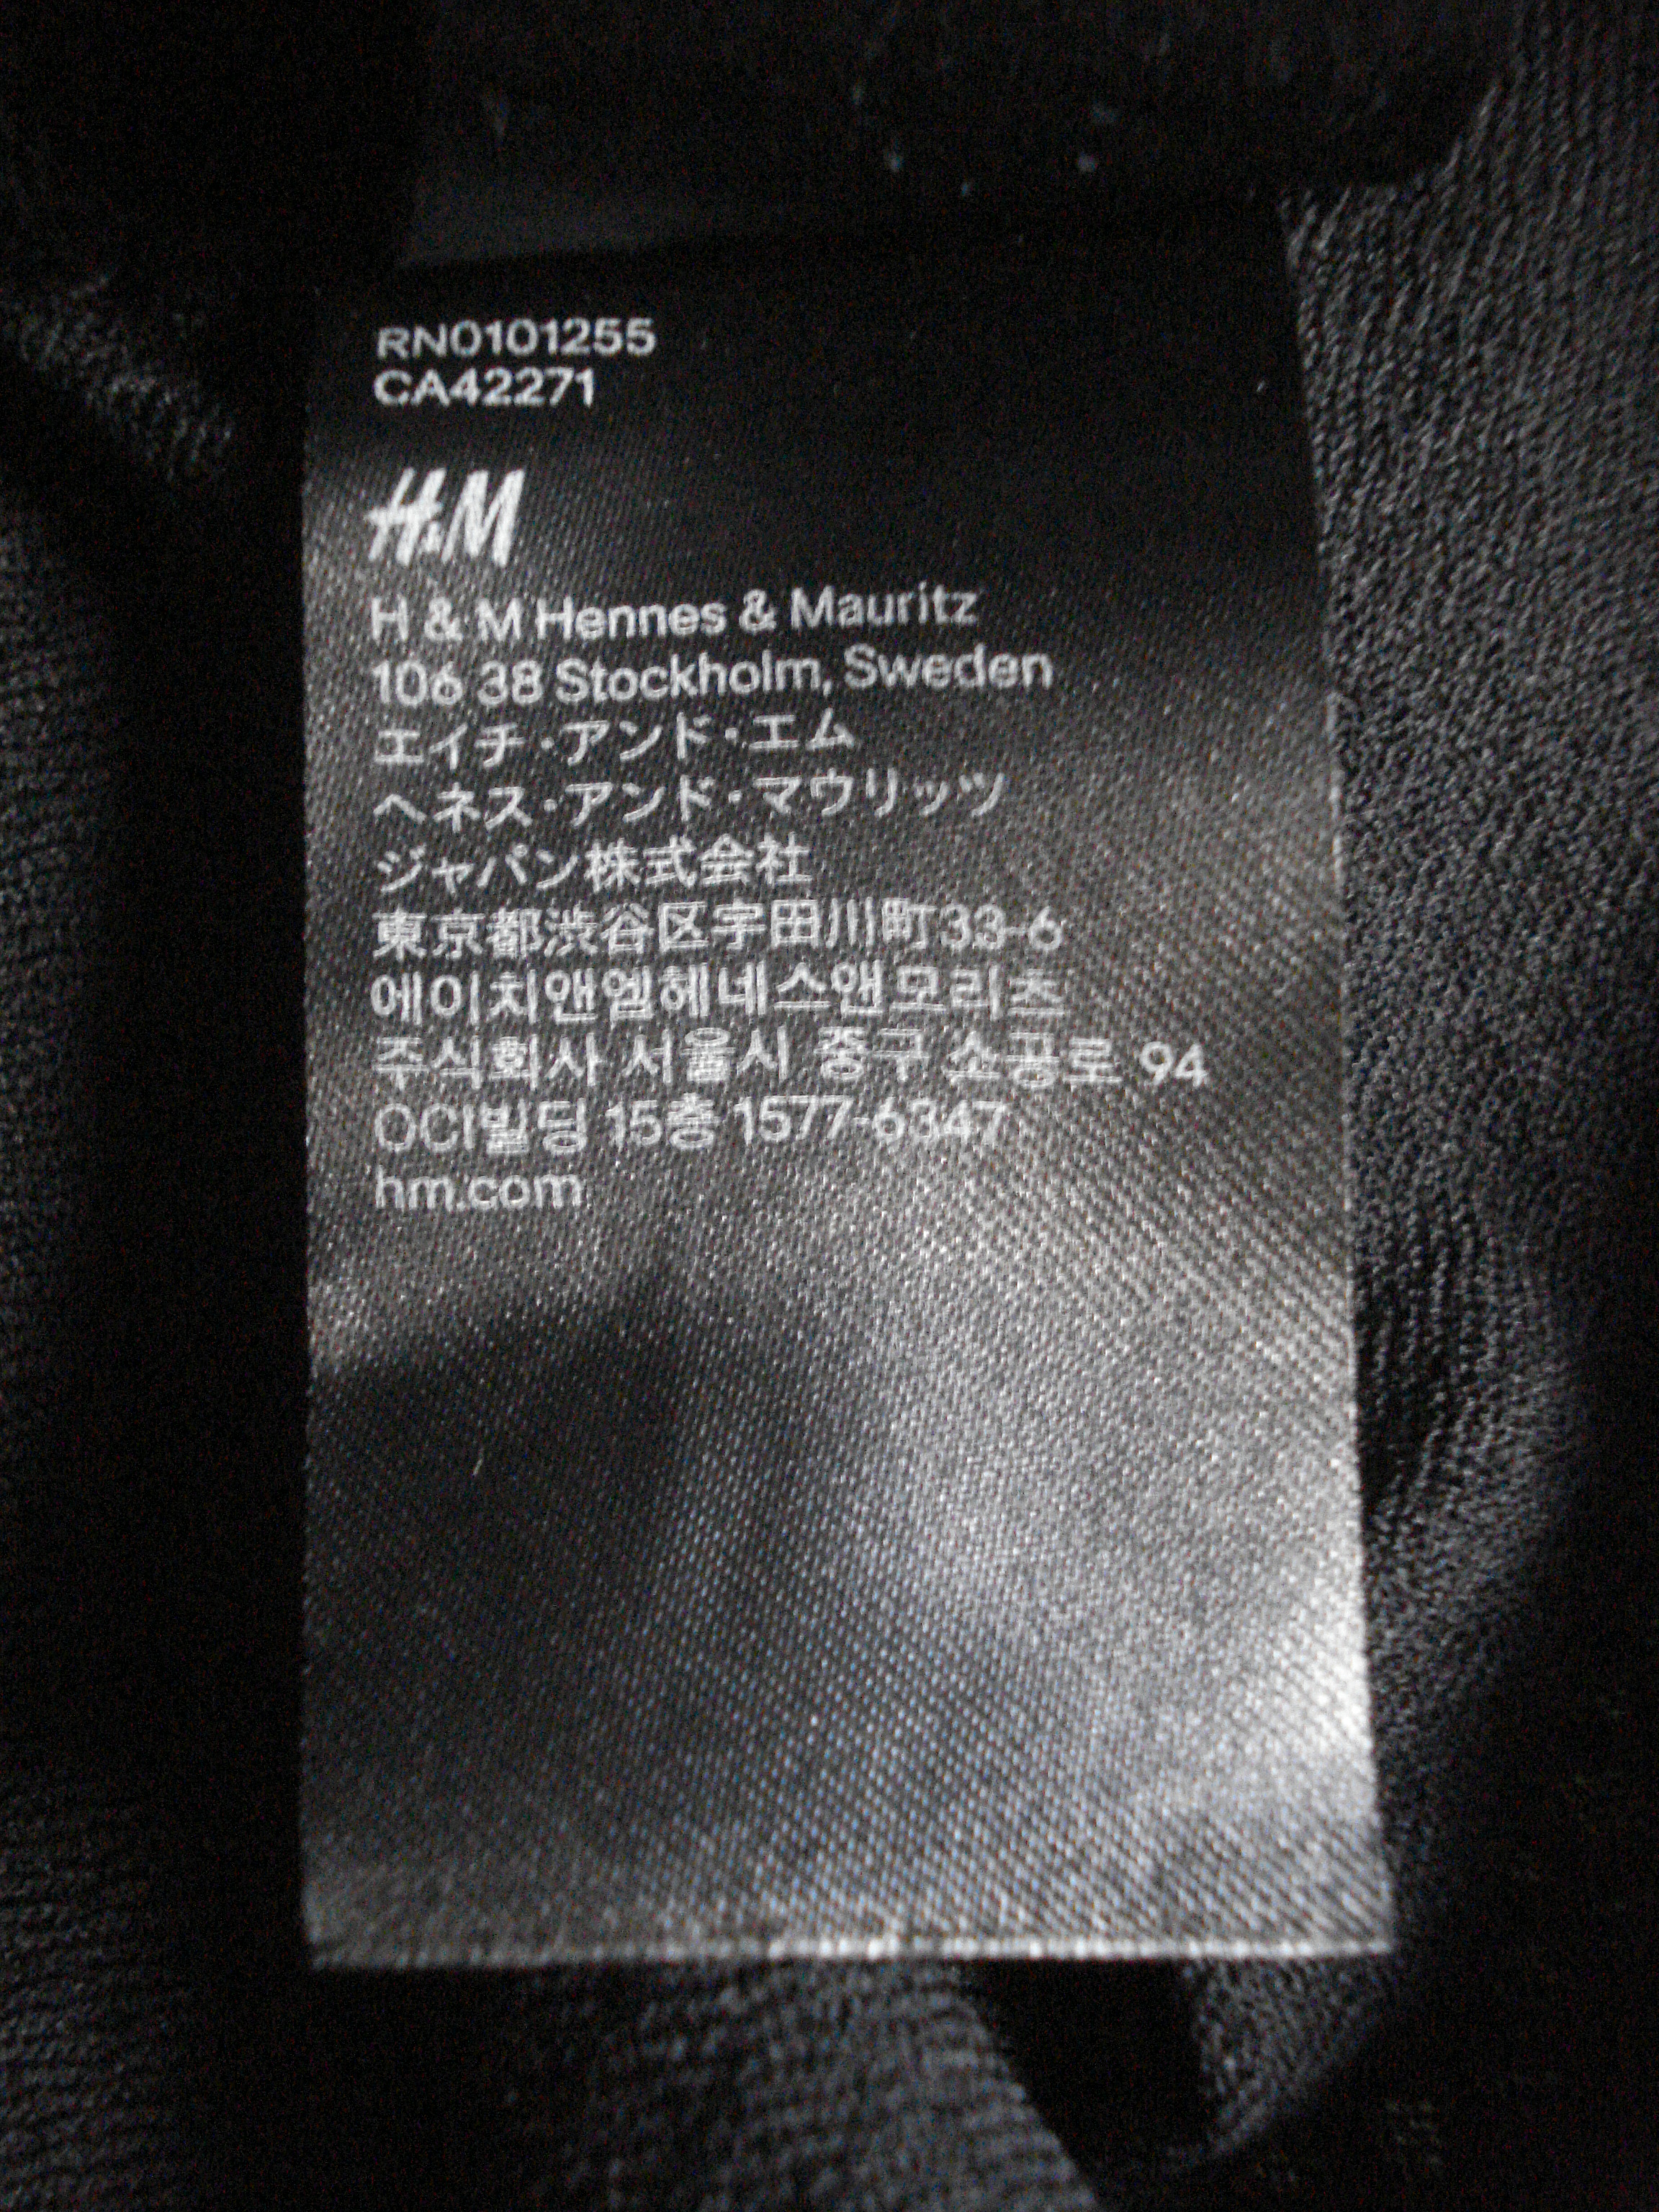 RN0101255
CA42271
H&M
H & M Hennes & Mauritz
106 38 Stockholm, Sweden
エイチ・アンド・エム
ヘネス・アンド・マウリッツ
ジャパン株式会社
東京都渋谷区宇田川町33-6
에이치앤엠헤네스앤모리츠
주식회사 서울시 중구 소공로 94
OCI빌딩 15층 1577-6347
hm.com